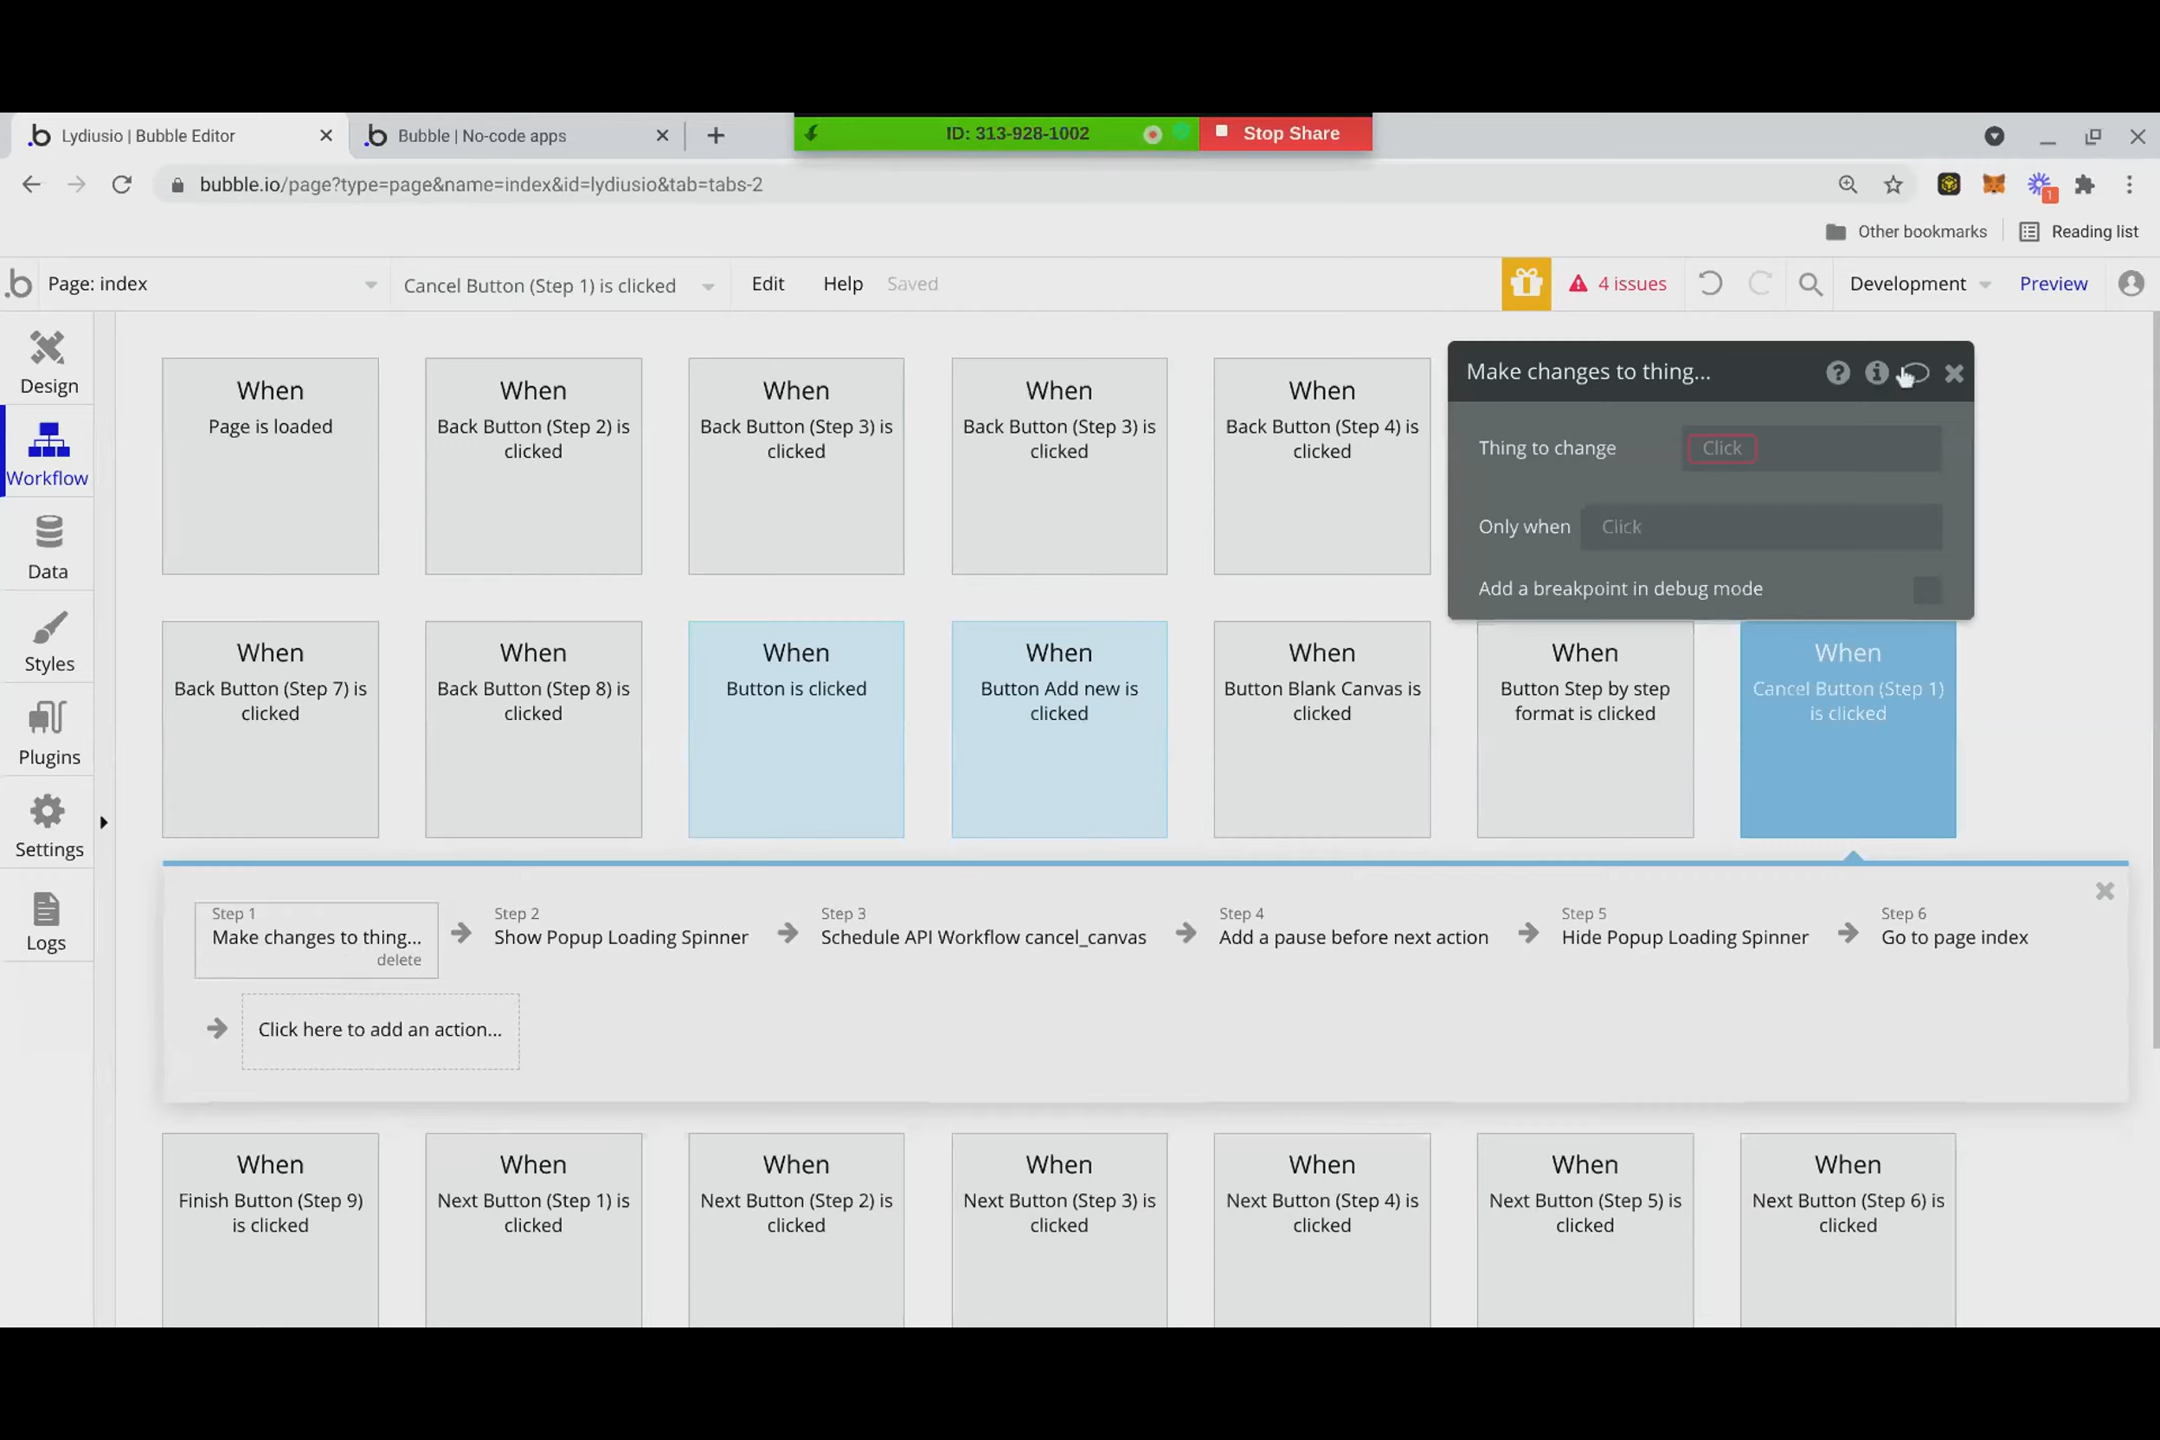 Lydiusio | Bubble Editor
Bubble | No-code apps
ID: 313-928-1002
Stop Share
bubble.io/page?type=page&name=index&id=lydiusio&tab=tabs-2
1
Other bookmarks
Reading list
Page: index
Cancel Button (Step 1) is clicked
Edit
Help
Saved
4 issues
Development
Preview
Design
Workflow
Data
Styles
Plugins
Settings
Logs
When
Page is loaded
When
Back Button (Step 2) is
clicked
When
Back Button (Step 3) is
clicked
When
Back Button (Step 3) is
clicked
When
Back Button (Step 4) is
clicked
Make changes to thing...
Thing to change
Click
Only when
Click
Add a breakpoint in debug mode
When
Back Button (Step 7) is
clicked
When
Back Button (Step 8) is
clicked
When
Button is clicked
When
Button Add new is
clicked
When
Button Blank Canvas is
clicked
When
Button Step by step
format is clicked
When
Cancel Button (Step 1)
is clicked
Step 1
Make changes to thing...
delete
Step 2
Show Popup Loading Spinner
Step 3
Schedule API Workflow cancel_canvas
Step 4
Add a pause before next action
Step 5
Hide Popup Loading Spinner
Step 6
Go to page index
Click here to add an action...
When
Finish Button (Step 9)
is clicked
When
Next Button (Step 1) is
clicked
When
Next Button (Step 2) is
clicked
When
Next Button (Step 3) is
clicked
When
Next Button (Step 4) is
clicked
When
Next Button (Step 5) is
clicked
When
Next Button (Step 6) is
clicked